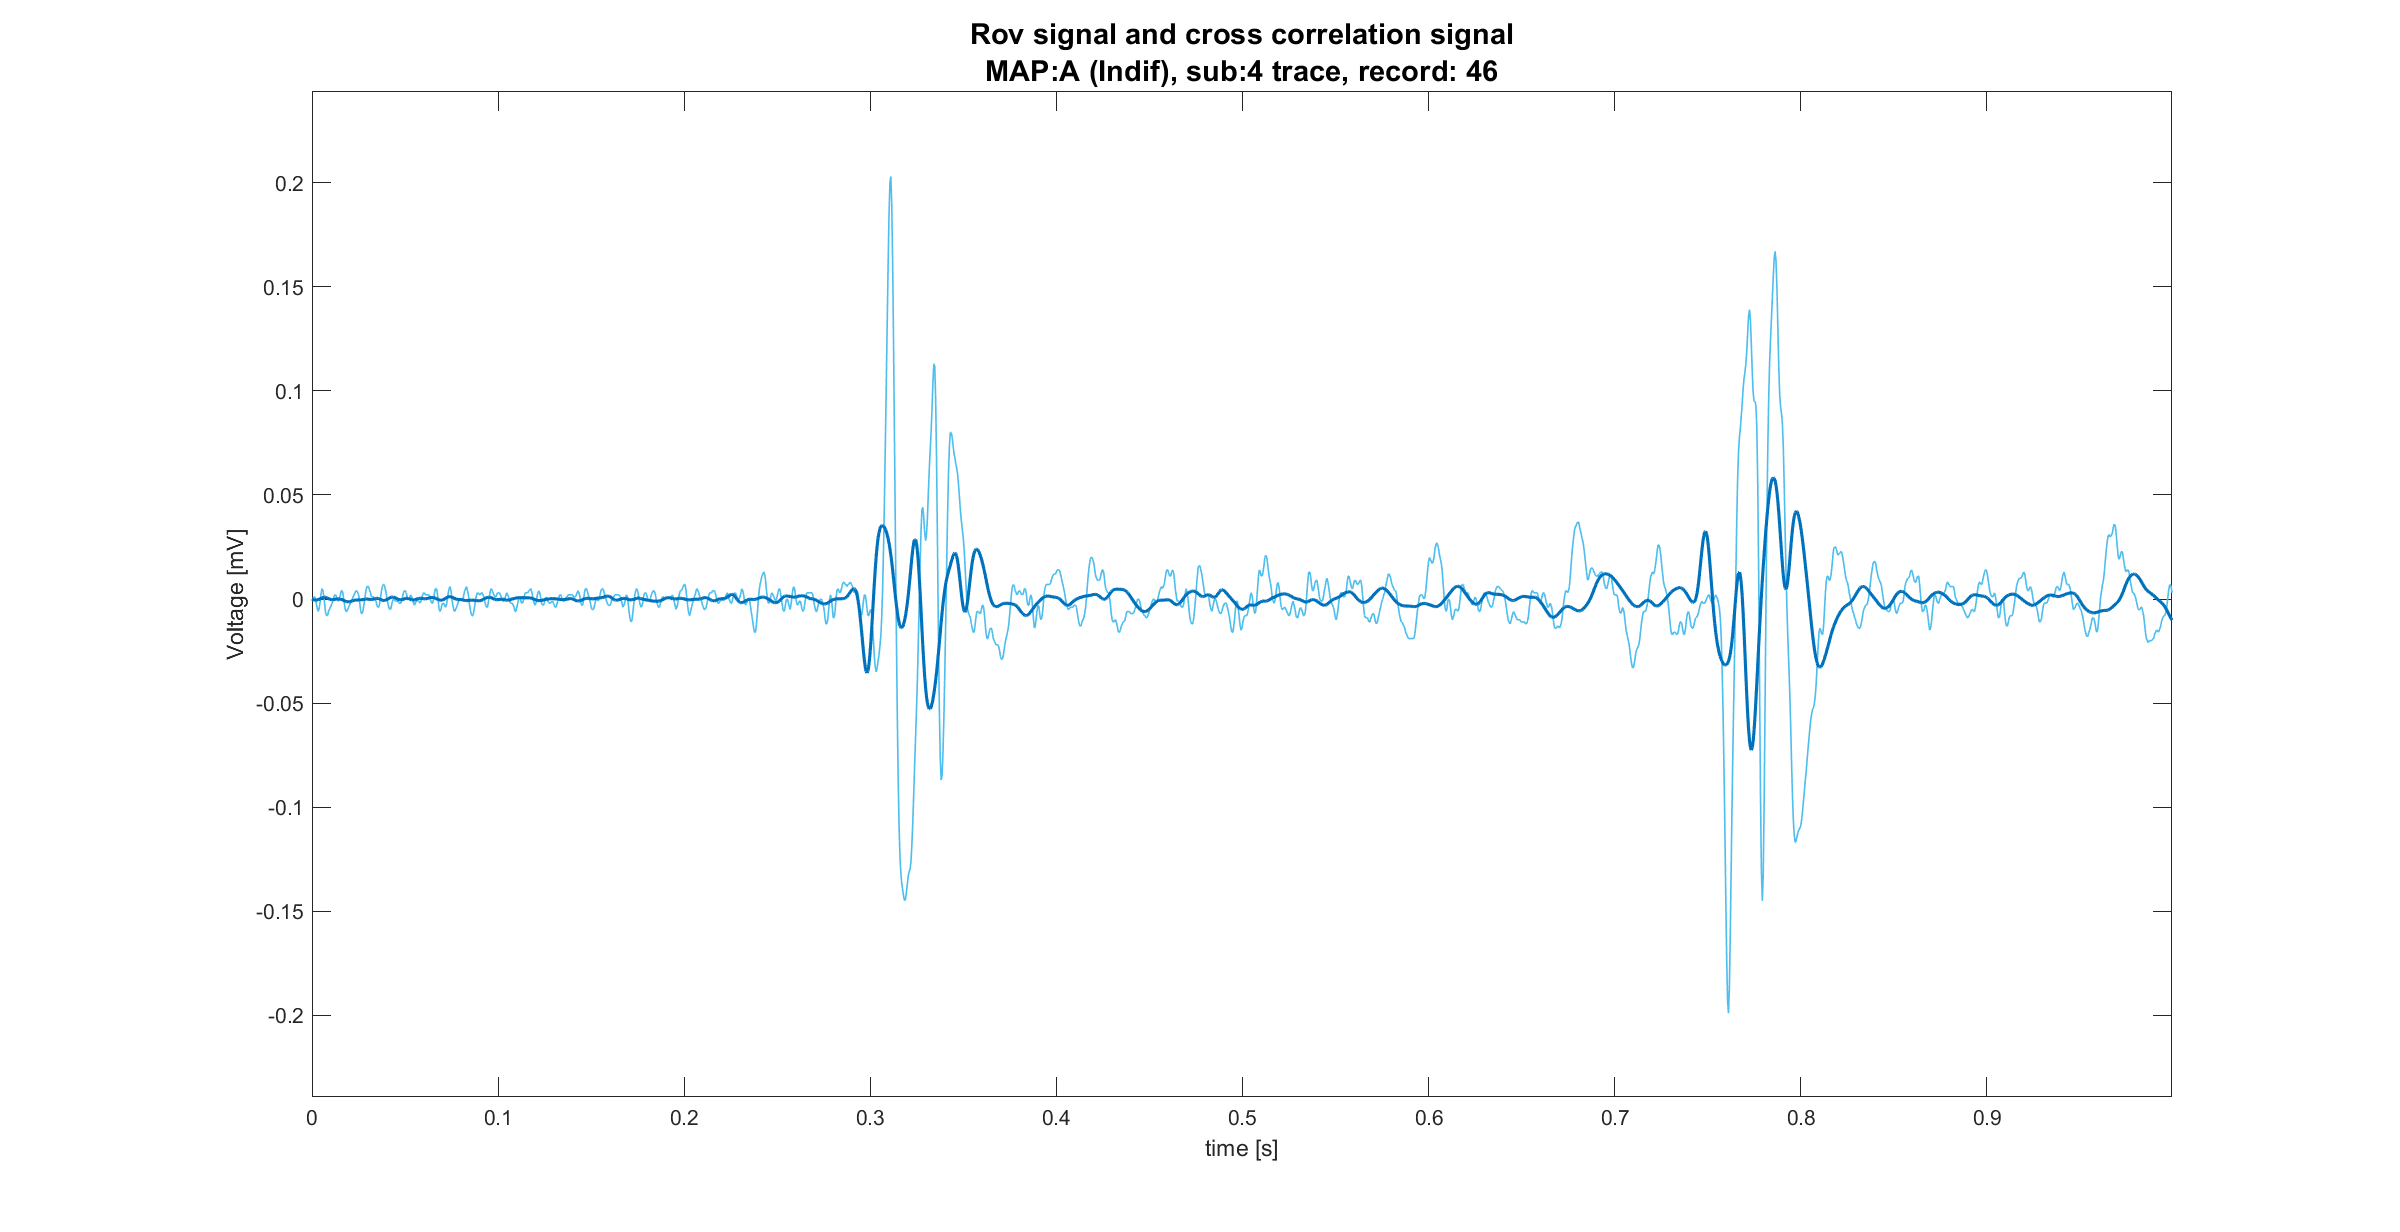 Rov signal and cross correlation signal
MAP:A (Indif), sub:4 trace, record: 46
0.2
0.15
0.1
0.05
0
-0.05
-0.1
-0.15
-0.2
Voltage [mV]
0 0.1 0.2 0.3 0.4 0.5 0.6 0.7 0.8 0.9
time [s]